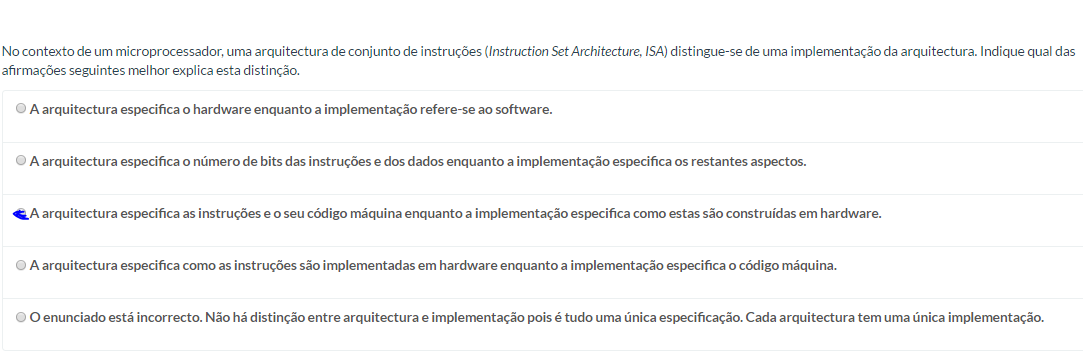 No contexto de um microprocessador, uma arquitectura de conjunto de instruções (Instruction Set Architecture, ISA) distingue-se de uma implementação da arquitectura. Indique qual das
afirmações seguintes melhor explica esta distinção.
A arquitectura especifica o hardware enquanto a implementação refere-se ao software.
A arquitectura especifica o número de bits das instruções e dos dados enquanto a implementação especifica os restantes aspectos.
A arquitectura especifica as instruções e o seu código máquina enquanto a implementação especifica como estas são construídas em hardware.
A arquitectura especifica como as instruções são implementadas em hardware enquanto a implementação especifica o código máquina.
O enunciado está incorrecto. Não há distinção entre arquitectura e implementação pois é tudo uma única especificação. Cada arquitectura tem uma única implementação.